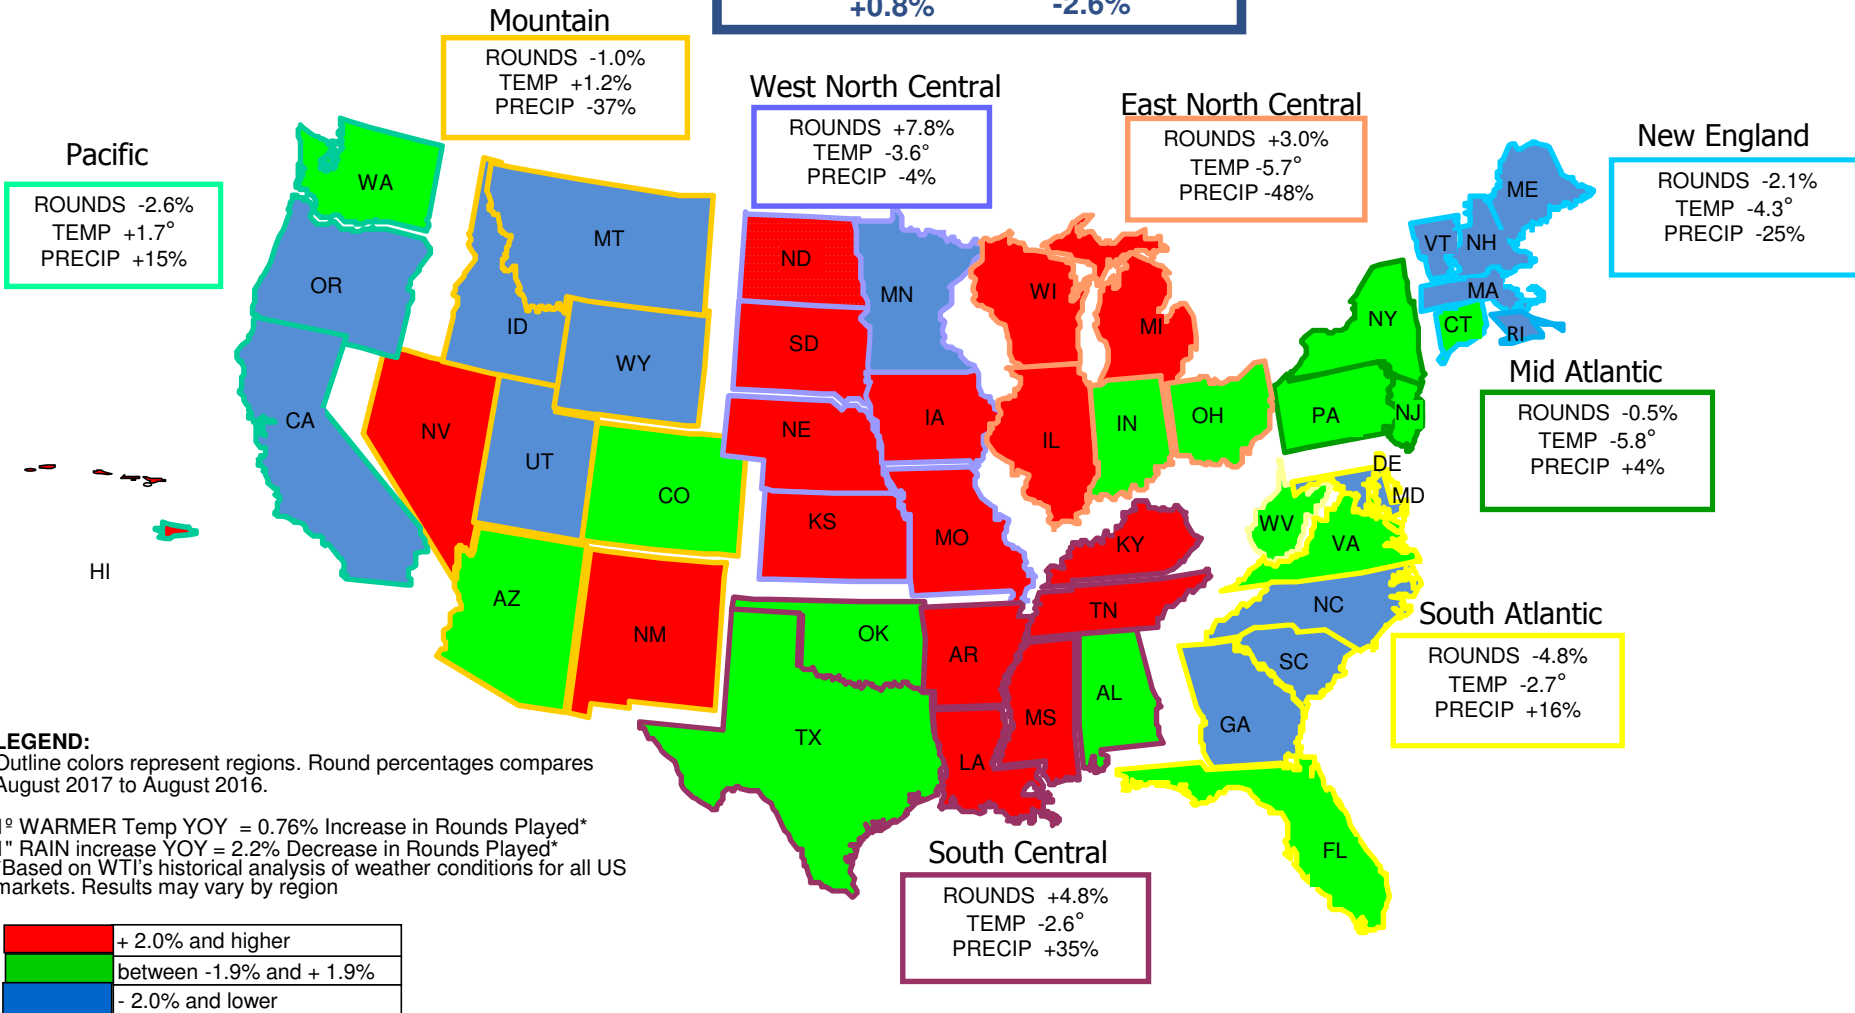 +0.8% -2.6%
Mountain
ROUNDS -1.0%
TEMP +1.2%
PRECIP -37%
West North Central
ROUNDS +7.8%
TEMP -3.6°
PRECIP -4%
East North Central
ROUNDS +3.0%
TEMP -5.7°
PRECIP -48%
New England
ROUNDS -2.1%
TEMP -4.3°
PRECIP -25%
Pacific
ROUNDS -2.6%
TEMP +1.7°
PRECIP +15%
Mid Atlantic
ROUNDS -0.5%
TEMP -5.8°
PRECIP +4%
South Atlantic
ROUNDS -4.8%
TEMP -2.7°
PRECIP +16%
South Central
ROUNDS +4.8%
TEMP -2.6°
PRECIP +35%
WA
OR
CA
HI
MT
ID
WY
NV
UT
CO
AZ
NM
ND
SD
NE
KS
MN
IA
MO
WI
MI
IL
IN
OH
KY
TN
OK
TX
AR
LA
MS
AL
ME
VT
NH
MA
CT
RI
NY
PA
NJ
DE
MD
WV
VA
NC
SC
GA
FL
LEGEND:
Outline colors represent regions. Round percentages compares
August 2017 to August 2016.
1º WARMER Temp YOY = 0.76% Increase in Rounds Played*
1" RAIN increase YOY = 2.2% Decrease in Rounds Played*
*Based on WTI's historical analysis of weather conditions for all US
markets. Results may vary by region
+ 2.0% and higher
between -1.9% and + 1.9%
- 2.0% and lower